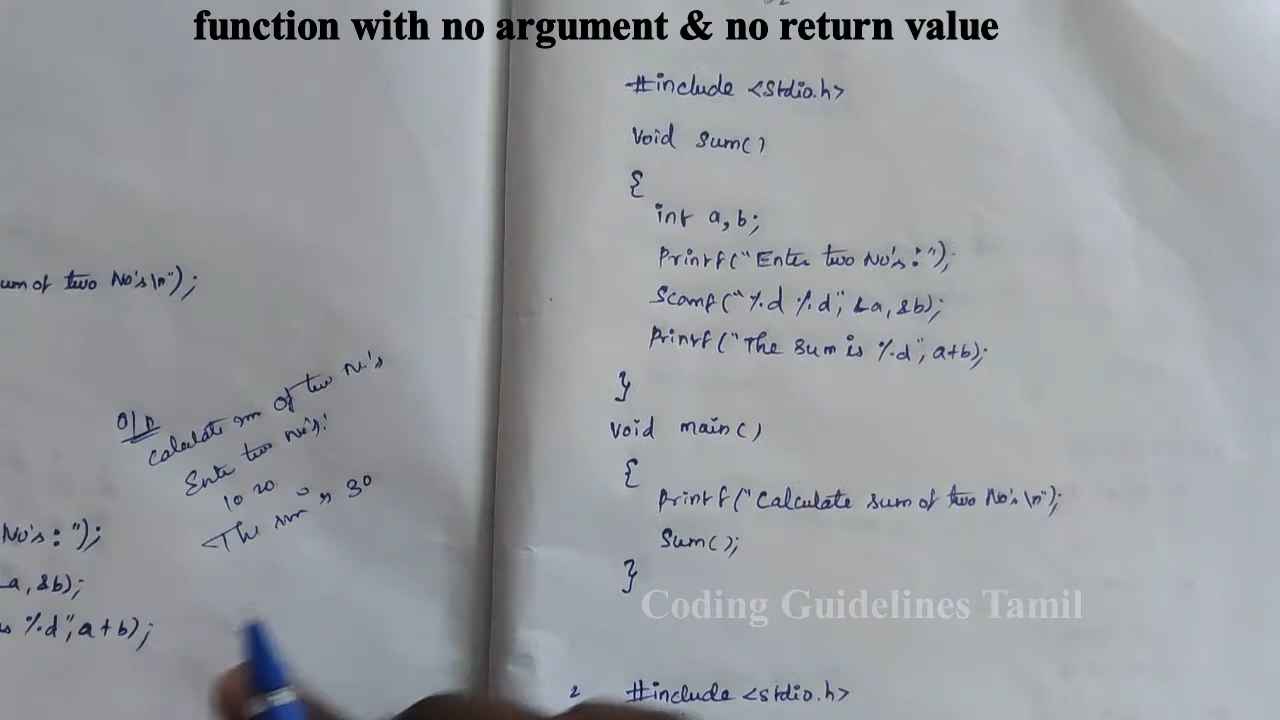 function with no argument & no return value
um of two No's\n");
O/P
Calculate sum of two No's
Enter two No's:
10 20
The sum is 30
No's : ");
a, &b);
is %d", a+b);
#include <stdio.h>
void sum()
{
int a, b;
Printf("Enter two No's : ");
Scanf("%d %d", &a, &b);
Printf("The sum is %d", a+b);
}
void main()
{
Printf("Calculate sum of two No's \n");
Sum();
}
Coding Guidelines Tamil
2 #include <stdio.h>